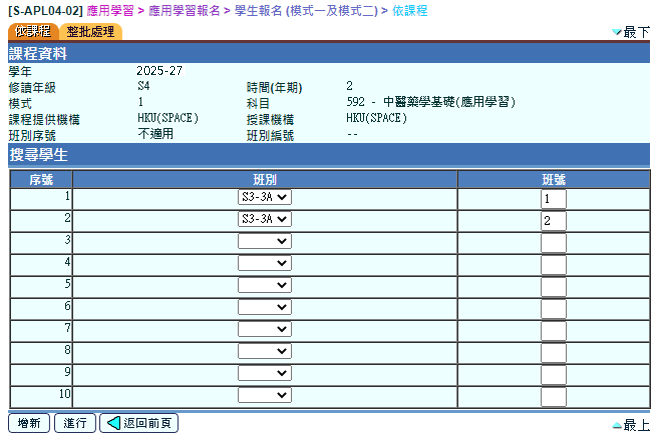 [S-APL04-02] 應用學習 > 應用學習報名 > 學生報名 (模式一及模式二) > 依課程
依課程 整批處理 最下
課程資料
學年 2025-27
修讀年級 S4 時間(年期) 2
模式 1 科目 592 - 中醫藥學基礎(應用學習)
課程提供機構 HKU(SPACE) 授課機構 HKU(SPACE)
班別序號 不適用 班別編號 --
搜尋學生
序號 班別 班號
1 S3-3A 1
2 S3-3A 2
3
4
5
6
7
8
9
10
增新 進行 返回前頁 最上